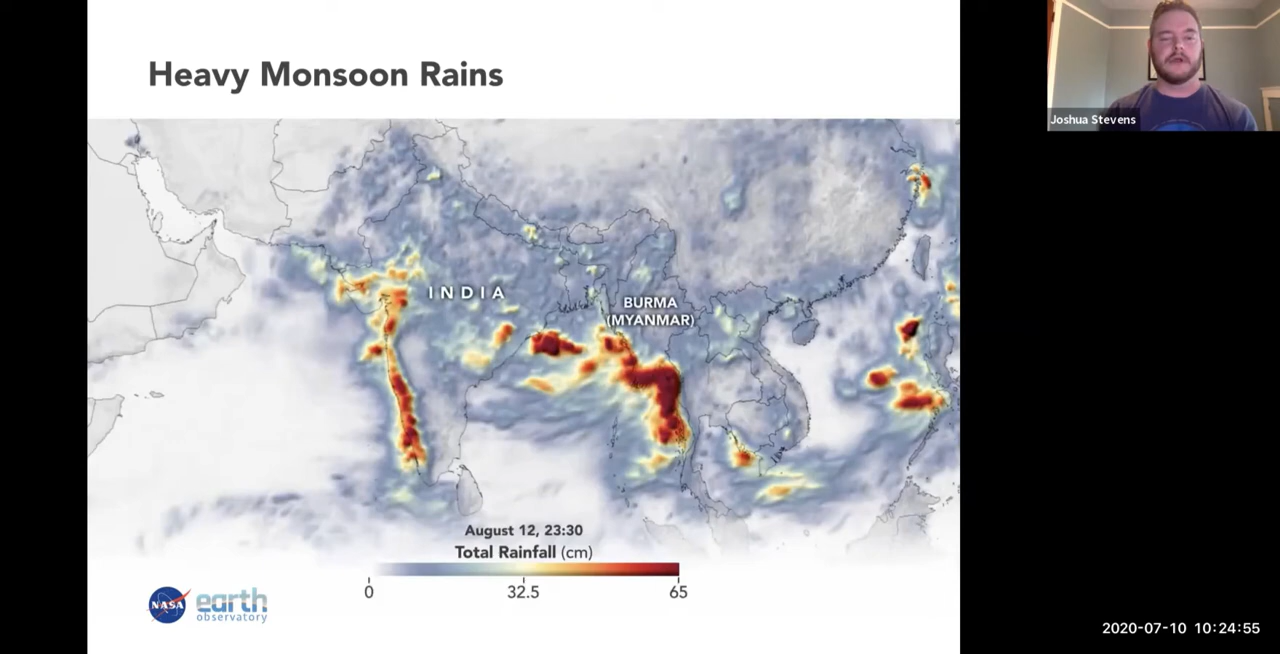 Heavy Monsoon Rains
Joshua Stevens
INDIA
BURMA
(MYANMAR)
August 12, 23:30
Total Rainfall (cm)
0 32.5 65
NASA
earth
observatory
2020-07-10 10:24:55